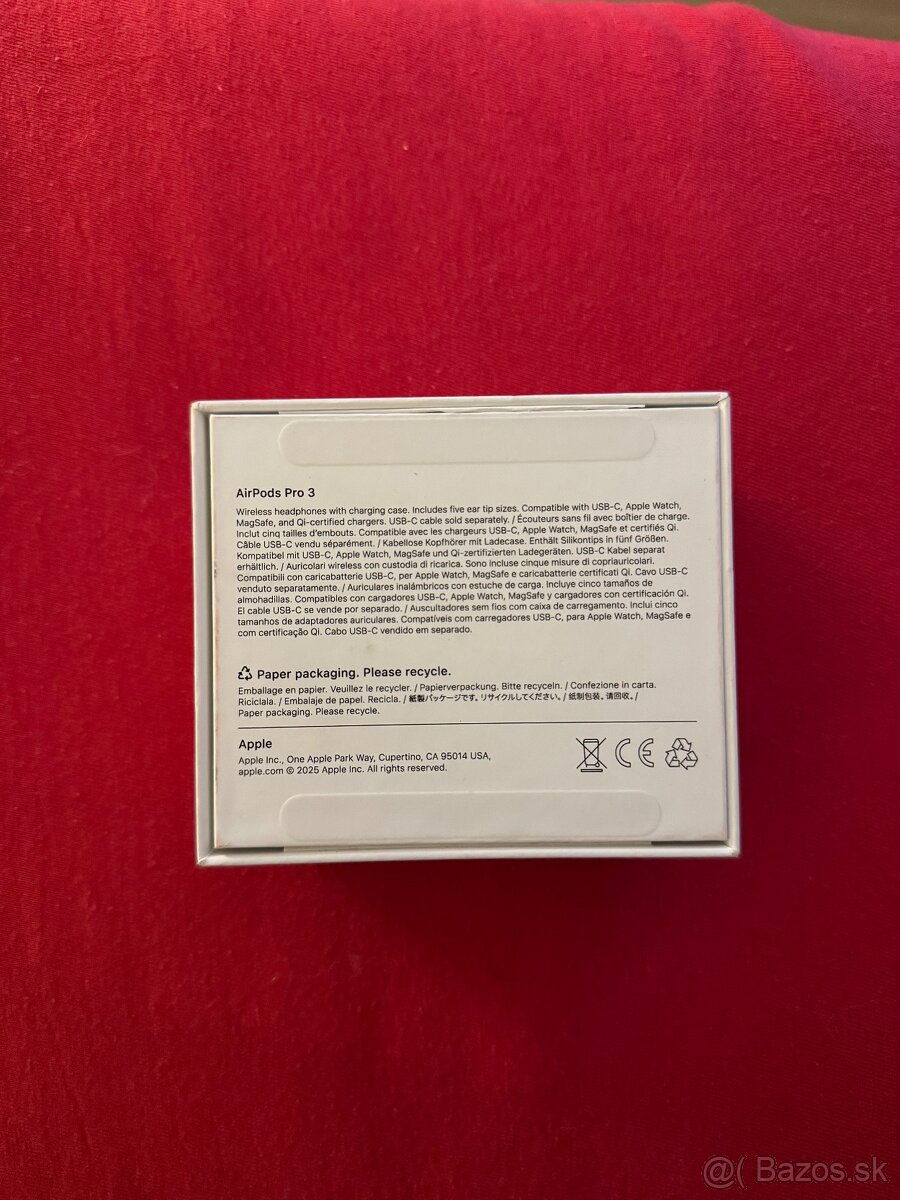 AirPods Pro 3
Wireless headphones with charging case. Includes five ear tip sizes. Compatible with USB-C, Apple Watch,
MagSafe, and Qi-certified chargers. USB-C cable sold separately. / Écouteurs sans fil avec boîtier de charge.
Inclut cinq tailles d'embouts. Compatible avec les chargeurs USB-C, Apple Watch, MagSafe et certifiés Qi.
Câble USB-C vendu séparément. / Kabellose Kopfhörer mit Ladecase. Enthält Silikontips in fünf Größen.
Kompatibel mit USB-C, Apple Watch, MagSafe und Qi-zertifizierten Ladegeräten. USB-C Kabel separat
erhältlich. / Auricolari wireless con custodia di ricarica. Sono incluse cinque misure di copriauricolari.
Compatibili con caricabatterie USB-C, per Apple Watch, MagSafe e caricabatterie certificati Qi. Cavo USB-C
venduto separatamente. / Auriculares inalámbricos con estuche de carga. Incluye cinco tamaños de
almohadillas. Compatibles con cargadores USB-C, Apple Watch, MagSafe y cargadores con certificación Qi.
El cable USB-C se vende por separado. / Auscultadores sem fios com caixa de carregamento. Inclui cinco
tamanhos de adaptadores auriculares. Compatíveis com carregadores USB-C, para Apple Watch, MagSafe e
com certificação Qi. Cabo USB-C vendido em separado.
Paper packaging. Please recycle.
Emballage en papier. Veuillez le recycler. / Papierverpackung. Bitte recyceln. / Confezione in carta.
Riciclala. / Embalaje de papel. Recicla. / 紙製パッケージです。リサイクルしてください。/ 纸制包装。请回收。/
Paper packaging. Please recycle.
Apple
Apple Inc., One Apple Park Way, Cupertino, CA 95014 USA,
apple.com © 2025 Apple Inc. All rights reserved.
CE
@( Bazos.sk